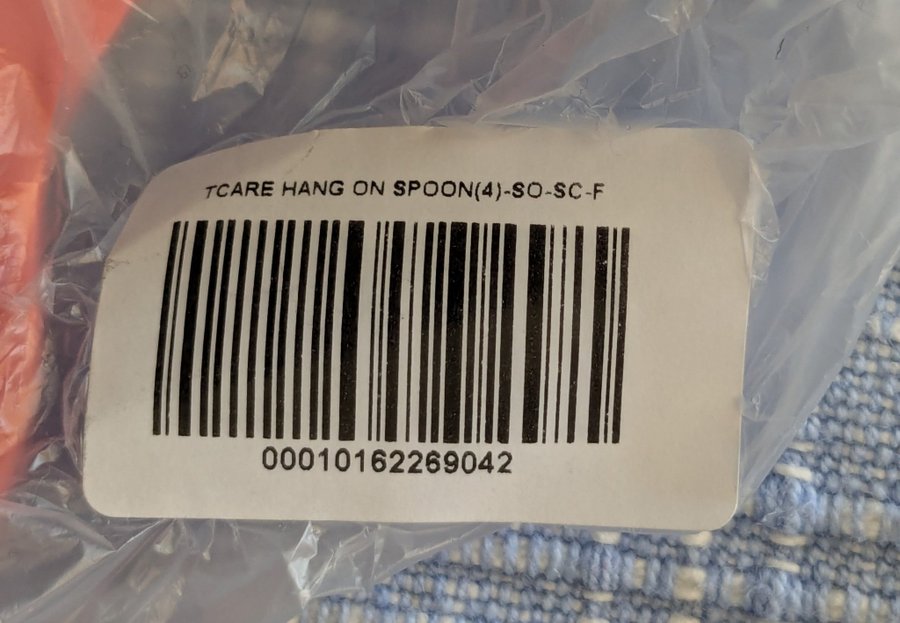 TCARE HANG ON SPOON(4)-SO-SC-F
00010162269042